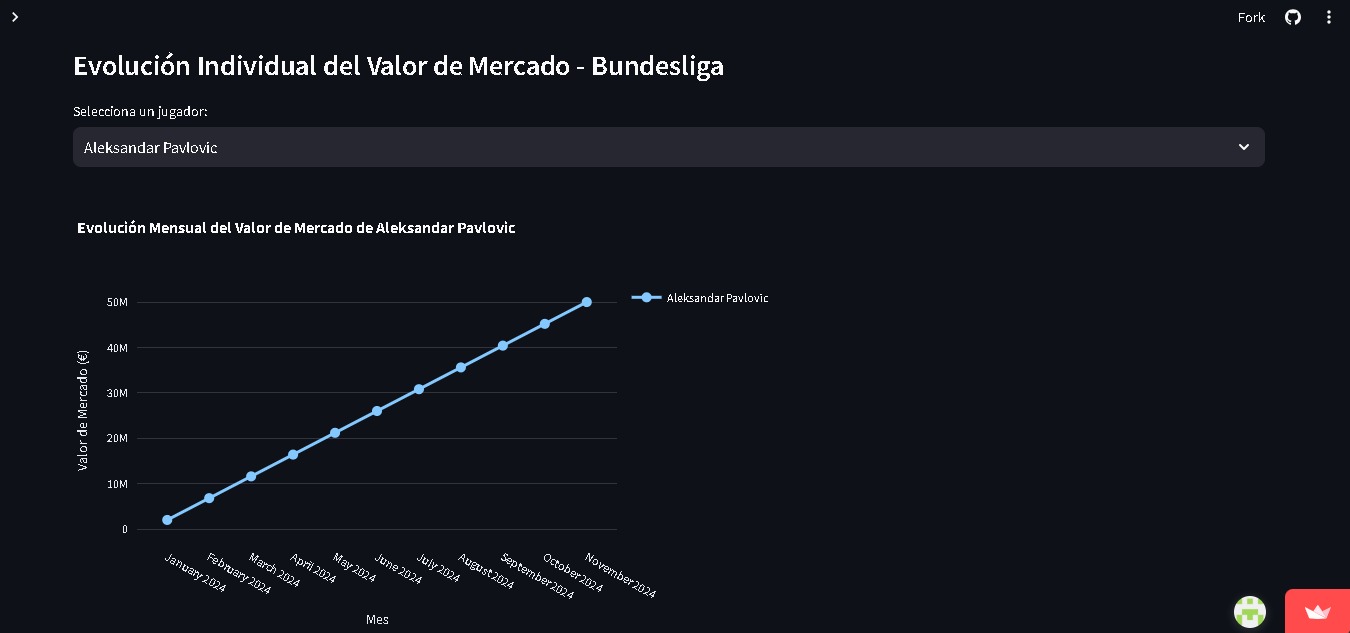 Fork
Evolución Individual del Valor de Mercado - Bundesliga
Selecciona un jugador:
Aleksandar Pavlovic
Evolución Mensual del Valor de Mercado de Aleksandar Pavlovic
Aleksandar Pavlovic
50M
40M
30M
20M
10M
0
Valor de Mercado (€)
January 2024
February 2024
March 2024
April 2024
May 2024
June 2024
July 2024
August 2024
September 2024
October 2024
November 2024
Mes